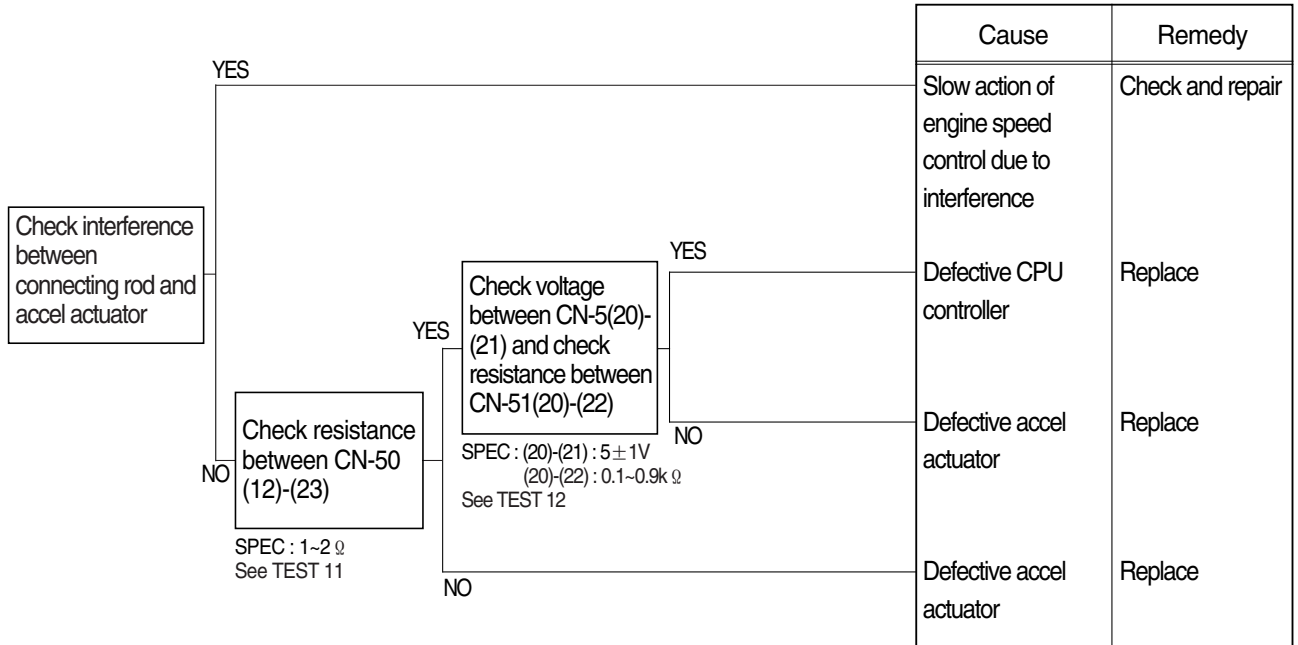 Cause
Remedy
YES
Slow action of
engine speed
control due to
interference
Check and repair
Check interference
between
connecting rod and
accel actuator
YES
Defective CPU
controller
Replace
YES
Check voltage
between CN-5(20)-
(21) and check
resistance between
CN-51(20)-(22)
NO
SPEC : (20)-(21) : 5±1V
(20)-(22) : 0.1~0.9k Ω
See TEST 12
Defective accel
actuator
Replace
NO
Check resistance
between CN-50
(12)-(23)
SPEC : 1~2 Ω
See TEST 11
NO
Defective accel
actuator
Replace